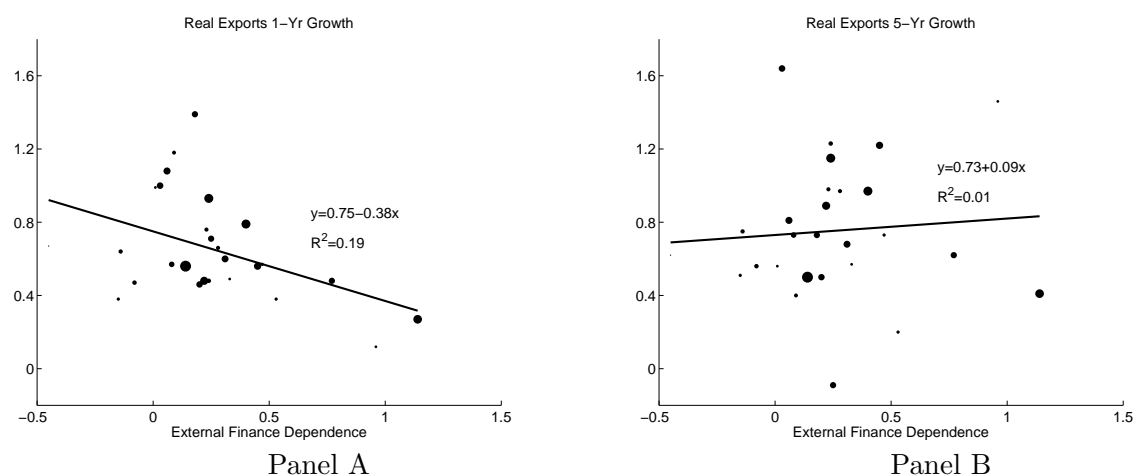 Real Exports 1−Yr Growth
1.6
1.2
0.8
0.4
0
−0.5
0
0.5
1
1.5
y=0.75−0.38x
R²=0.19
External Finance Dependence
Panel A
Real Exports 5−Yr Growth
1.6
1.2
0.8
0.4
0
−0.5
0
0.5
1
1.5
y=0.73+0.09x
R²=0.01
External Finance Dependence
Panel B